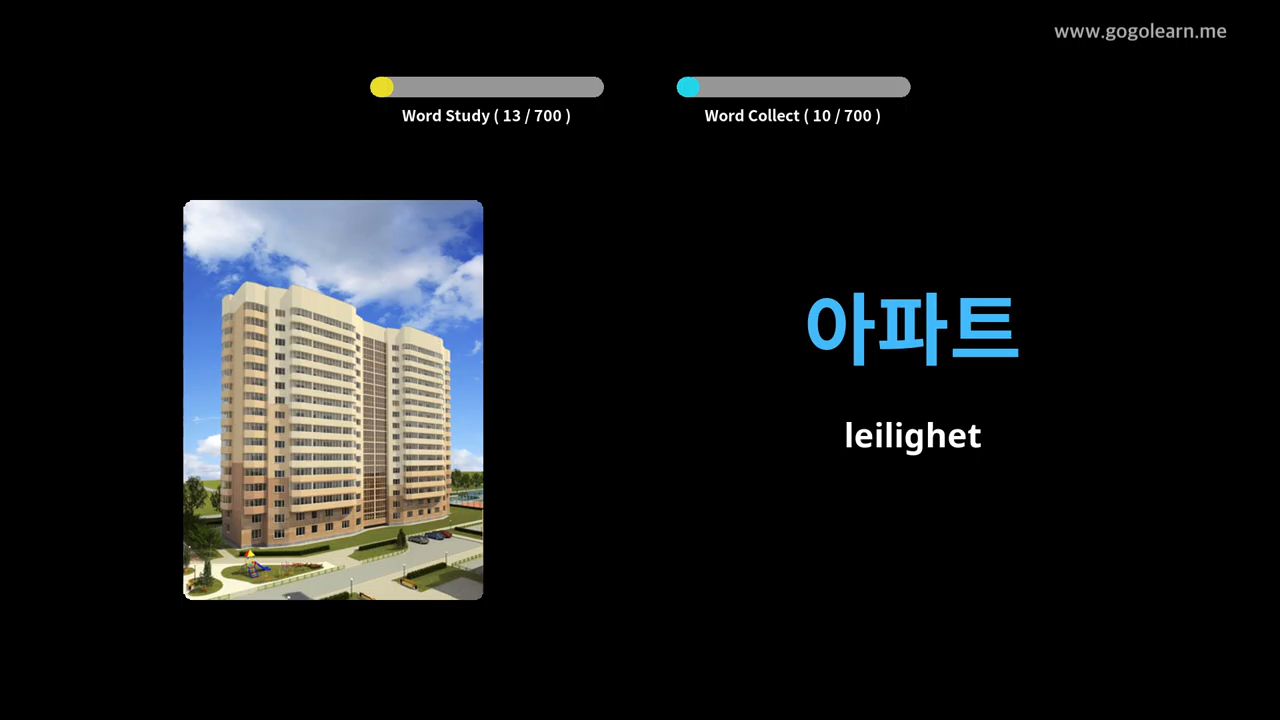 www.gogolearn.me
Word Study ( 13 / 700 )
Word Collect ( 10 / 700 )
아파트
leilighet